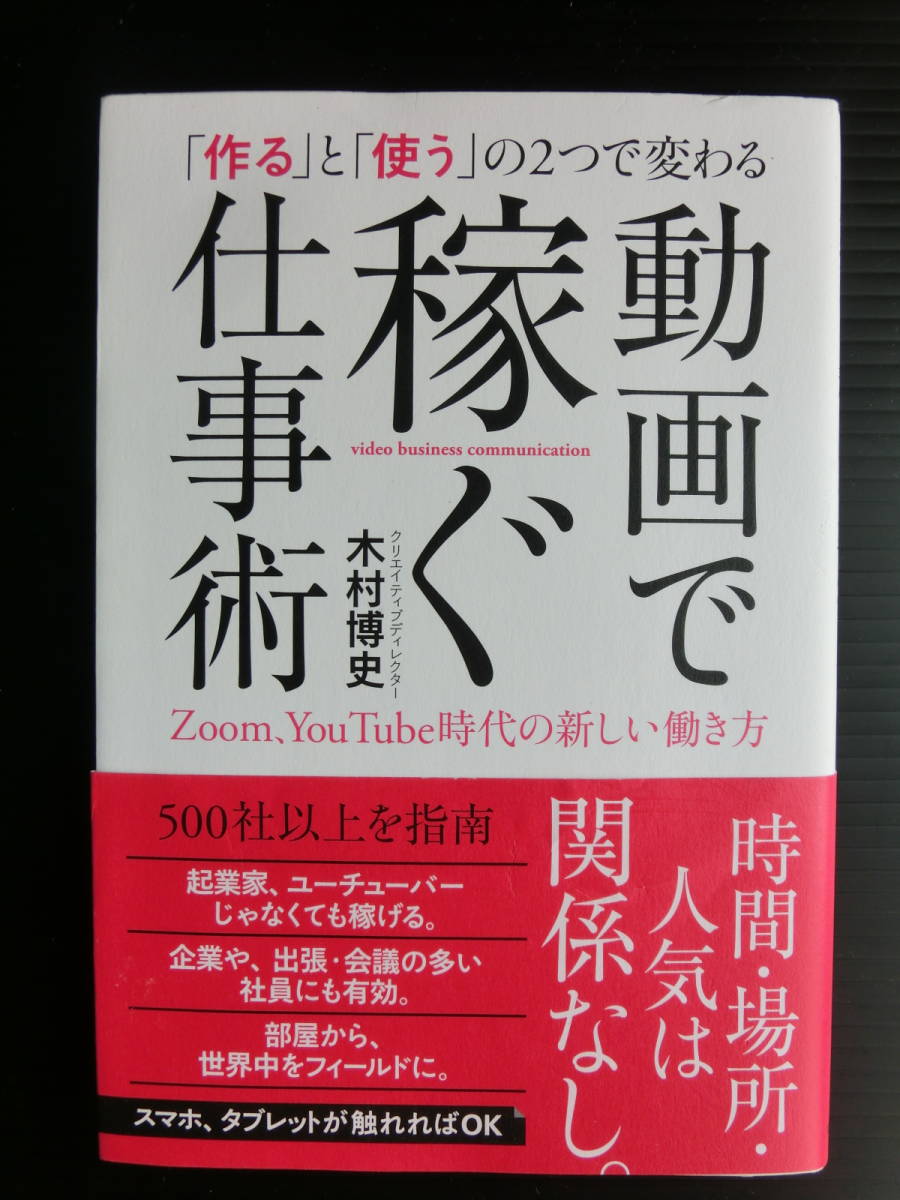 「作る」と「使う」の2つで変わる
動画で
稼ぐ
仕事術
video business communication
クリエイティブディレクター
木村博史
Zoom、YouTube時代の新しい働き方
時間・場所・
人気は
関係なし。
500社以上を指南
起業家、ユーチューバー
じゃなくても稼げる。
企業や、出張・会議の多い
社員にも有効。
部屋から、
世界中をフィールドに。
スマホ、タブレットが触れればOK